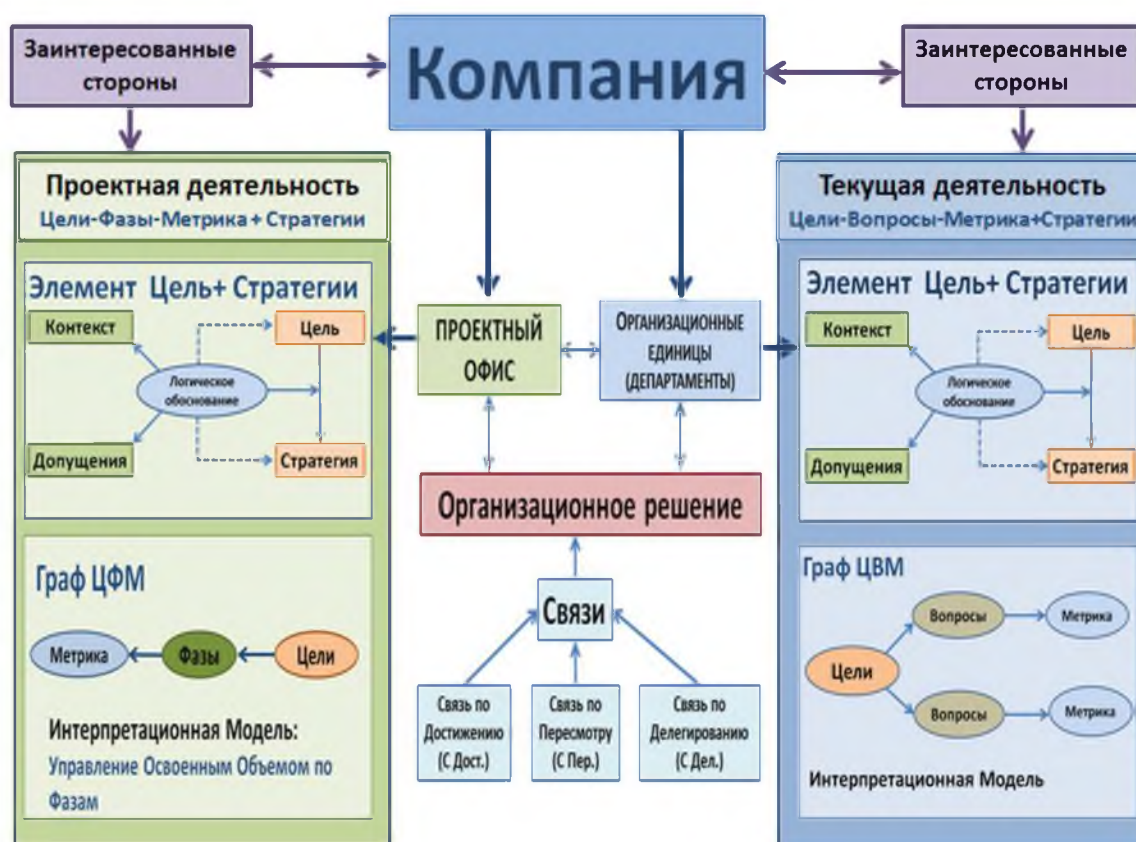 Заинтересованные
стороны
Компания
Заинтересованные
стороны
Проектная деятельность
Цели-Фазы-Метрика + Стратегии
Элемент Цель+ Стратегии
Контекст
Цель
Логическое
обоснование
Допущения
Стратегия
Граф ЦФМ
Метрика
Фазы
Цели
Интерпретационная Модель:
Управление Освоенным Объемом по
Фазам
ПРОЕКТНЫЙ
ОФИС
ОРГАНИЗАЦИОННЫЕ
ЕДИНИЦЫ
(ДЕПАРТАМЕНТЫ)
Организационное решение
Связи
Связь по
Достижению
(С Дост.)
Связь по
Пересмотру
(С Пер.)
Связь по
Делегированию
(С Дел.)
Текущая деятельность
Цели-Вопросы-Метрика+Стратегии
Элемент Цель+ Стратегии
Контекст
Цель
Логическое
обоснование
Допущения
Стратегия
Граф ЦВМ
Вопросы
Метрика
Цели
Вопросы
Метрика
Интерпретационная Модель